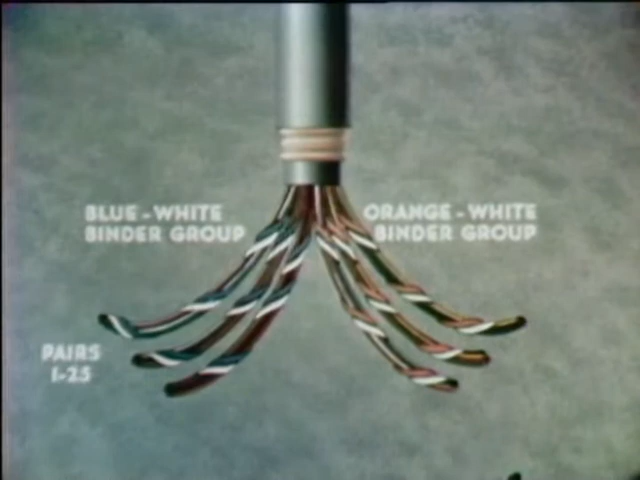 BLUE-WHITE
BINDER GROUP
ORANGE-WHITE
BINDER GROUP
PAIRS
1-25